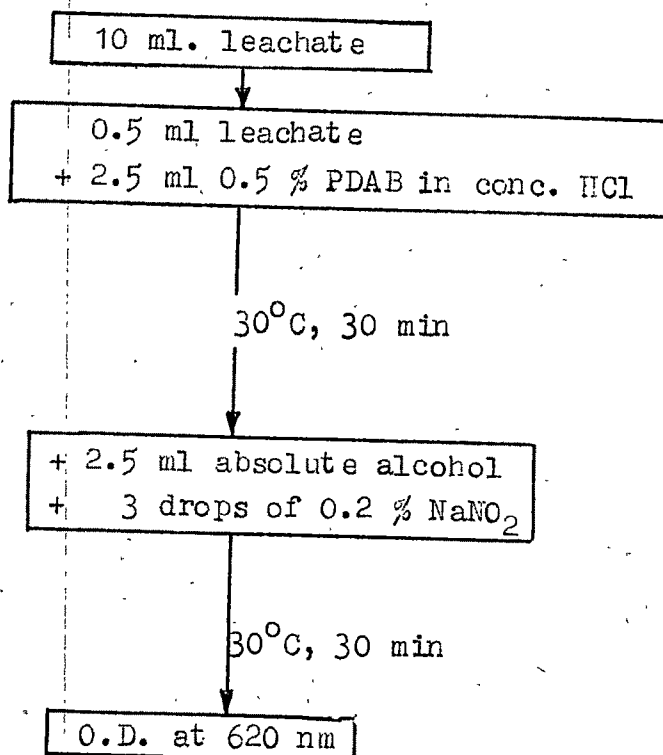 10 ml. leachate
0.5 ml leachate
+ 2.5 ml 0.5 % PDAB in conc. HCl
30°C, 30 min
+ 2.5 ml absolute alcohol
+ 3 drops of 0.2 % NaNO₂
30°C, 30 min
O.D. at 620 nm